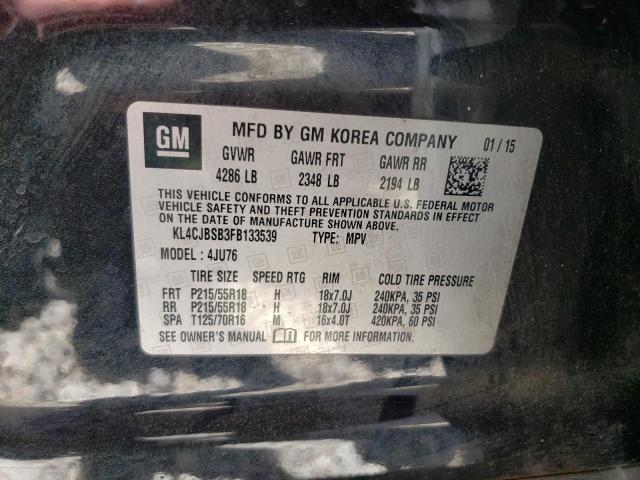 GM
MFD BY GM KOREA COMPANY 01 / 15
GVWR GAWR FRT GAWR RR
4286 LB 2348 LB 2194 LB
THIS VEHICLE CONFORMS TO ALL APPLICABLE U.S. FEDERAL MOTOR
VEHICLE SAFETY AND THEFT PREVENTION STANDARDS IN EFFECT
ON THE DATE OF MANUFACTURE SHOWN ABOVE.
KL4CJBSB3FB133539 TYPE: MPV
MODEL : 4JU76
TIRE SIZE SPEED RTG RIM COLD TIRE PRESSURE
FRT P215/55R18 H 18x7.0J 240KPA, 35 PSI
RR P215/55R18 H 18x7.0J 240KPA, 35 PSI
SPA T125/70R16 M 16x4.0T 420KPA, 60 PSI
SEE OWNER'S MANUAL FOR MORE INFORMATION